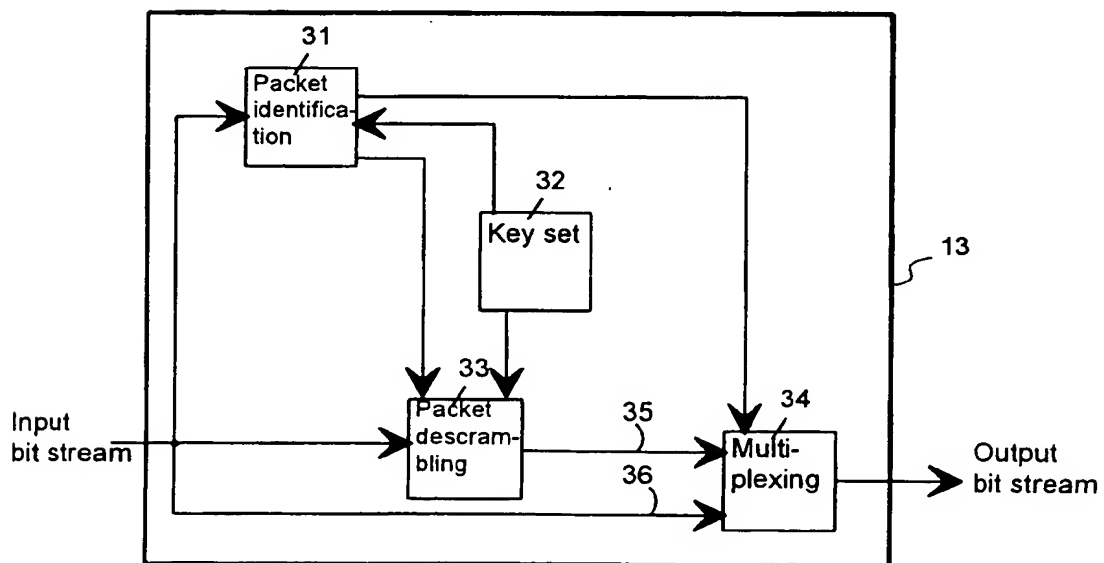 31
Packet
identifica-
tion
32
Key set
13
33
Packet
descram-
bling
35
34
Multi-
plexing
36
Input
bit stream
Output
bit stream